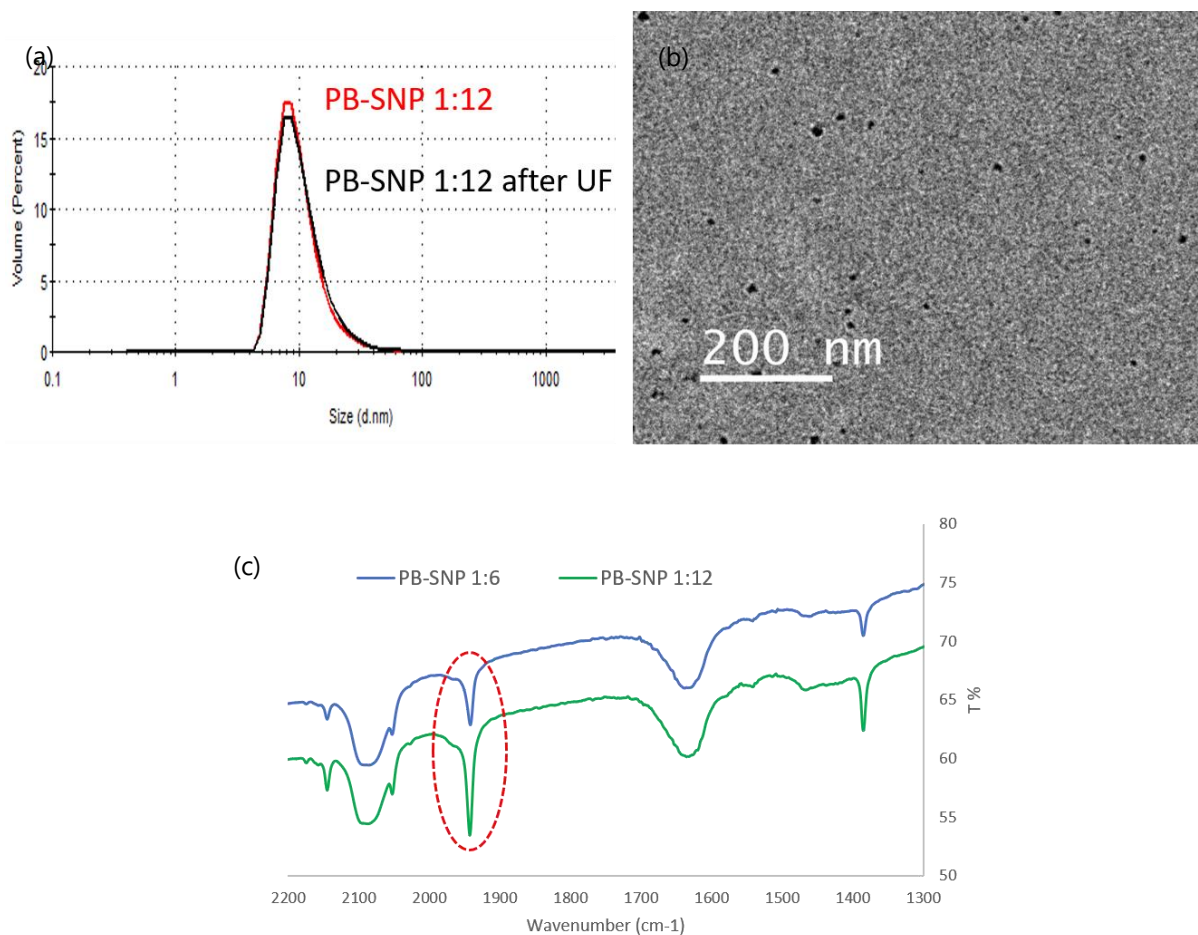 (a)
20
15
10
5
0
Volume (Percent)
PB-SNP 1:12
PB-SNP 1:12 after UF
0.1 1 10 100 1000
Size (d.nm)
(b)
200 nm
(c)
PB-SNP 1:6 PB-SNP 1:12
80
75
70
65
60
55
50
T %
2200 2100 2000 1900 1800 1700 1600 1500 1400 1300
Wavenumber (cm-1)